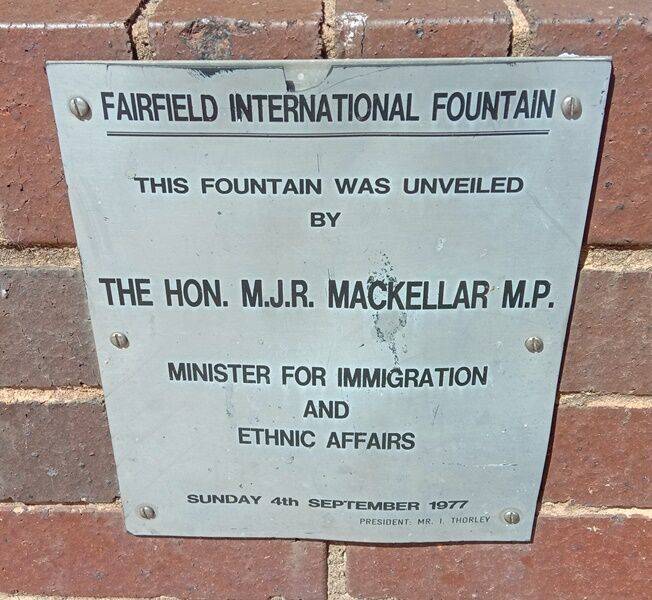 FAIRFIELD INTERNATIONAL FOUNTAIN
THIS FOUNTAIN WAS UNVEILED
BY
THE HON. M.J.R. MACKELLAR M.P.
MINISTER FOR IMMIGRATION
AND
ETHNIC AFFAIRS
SUNDAY 4th SEPTEMBER 1977
PRESIDENT: MR. I. THORLEY